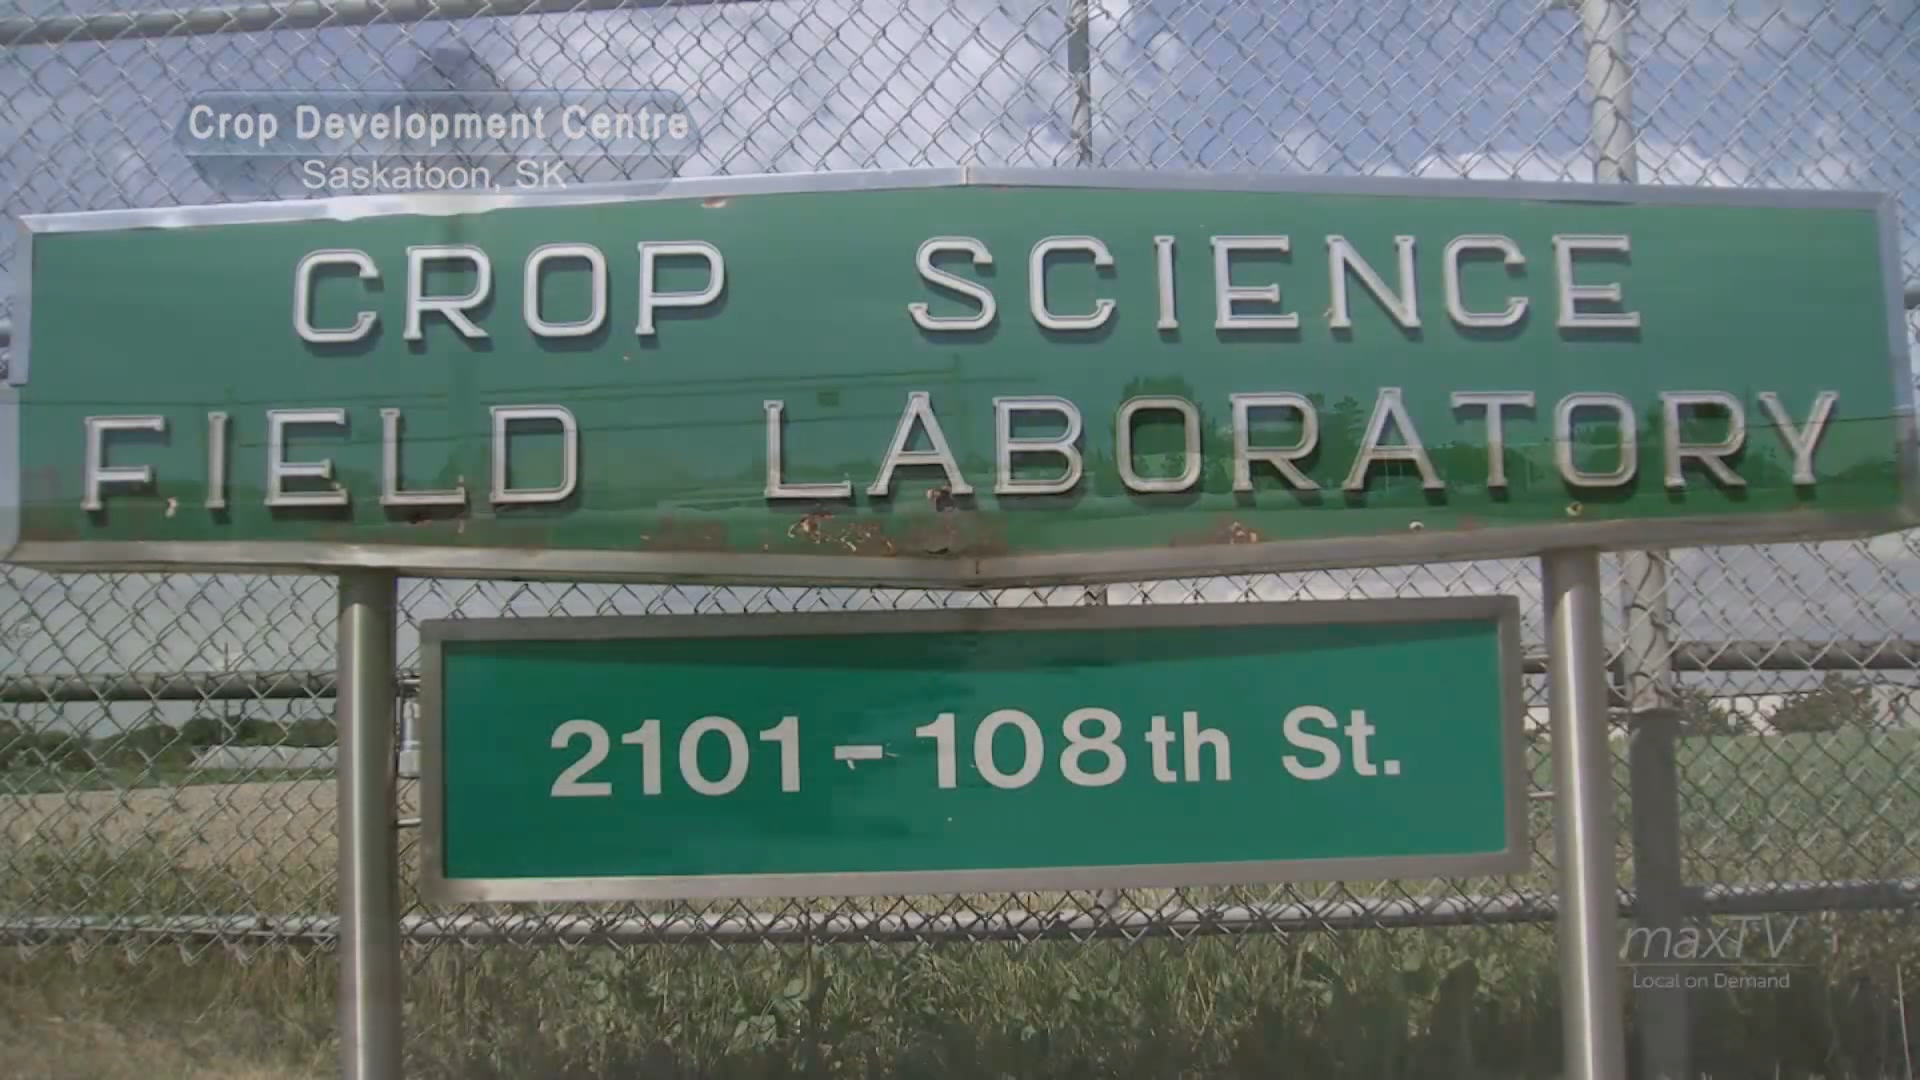 Crop Development Centre
Saskatoon, SK
CROP SCIENCE
FIELD LABORATORY
2101-108th St.
maxTV
Local on Demand